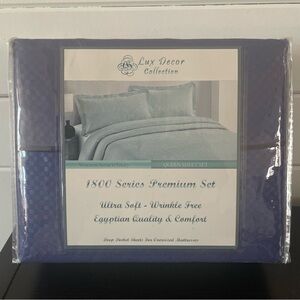 Lux Decor
Collection
QUEEN SHEET SET
1800 Series Premium Set
Ultra Soft - Wrinkle Free
Egyptian Quality & Comfort
Deep Pocket Sheets For Oversized Mattresses